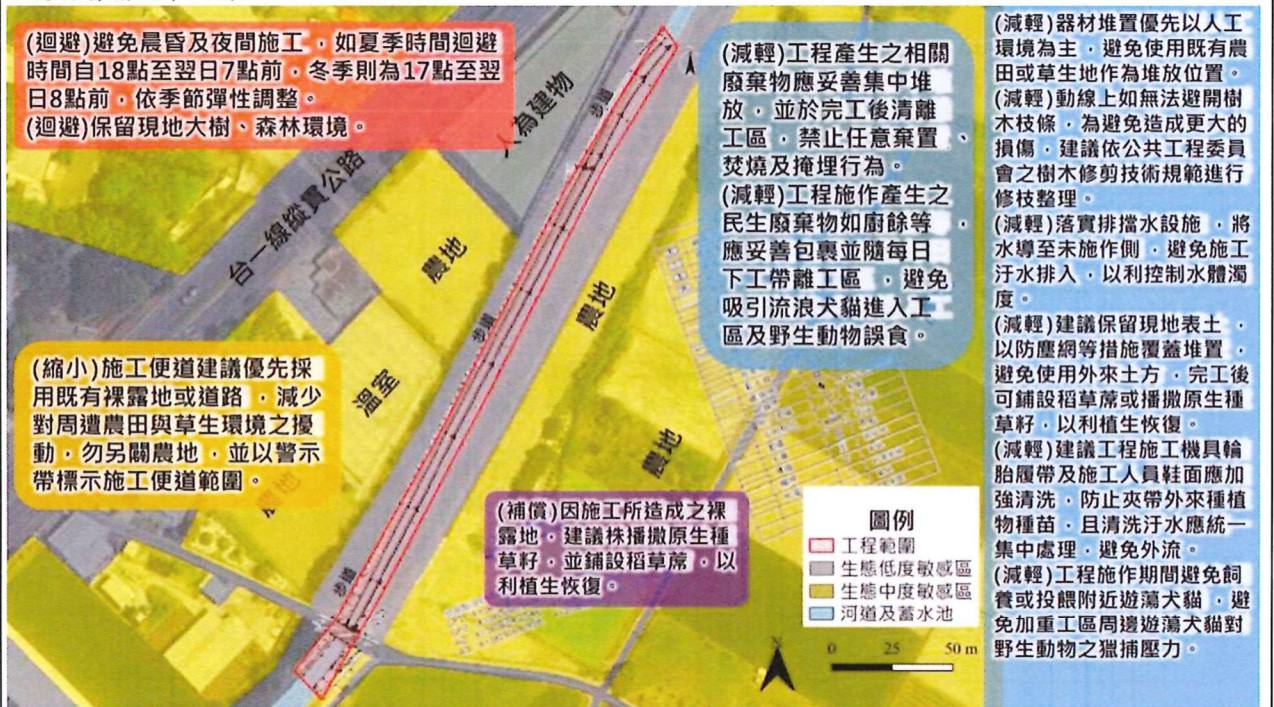 (迴避)避免晨昏及夜間施工，如夏季時間迴避
時間自18點至翌日7點前，冬季則為17點至翌
日8點前，依季節彈性調整。
(迴避)保留現地大樹、森林環境。
(減輕)工程產生之相關
廢棄物應妥善集中堆
放，並於完工後清離
工區，禁止任意棄置、
焚燒及掩埋行為。
(減輕)工程施作產生之
民生廢棄物如廚餘等，
應妥善包裹並隨每日
下工帶離工區，避免
吸引流浪犬貓進入工
區及野生動物誤食。
(減輕)器材堆置優先以人工
環境為主，避免使用既有農
田或草生地作為堆放位置。
(減輕)動線上如無法避開樹
木枝條，為避免造成更大的
損傷，建議依公共工程委員
會之樹木修剪技術規範進行
修枝整理。
(減輕)落實排擋水設施，將
水導至未施作側，避免施工
汙水排入，以利控制水體濁
度。
(減輕)建議保留現地表土，
以防塵網等措施覆蓋堆置，
避免使用外來土方，完工後
可鋪設稻草蓆或播撒原生種
草籽，以利植生恢復。
(減輕)建議工程施工機具輪
胎履帶及施工人員鞋面應加
強清洗，防止夾帶外來種植
物種苗，且清洗汙水應統一
集中處理，避免外流。
(減輕)工程施作期間避免飼
養或投餵附近遊蕩犬貓，避
免加重工區周邊遊蕩犬貓對
野生動物之獵捕壓力。
人為建物
步道
台一線縱貫公路
農地
農地
步道
溫室
農地
(縮小)施工便道建議優先採
用既有裸露地或道路，減少
對周遭農田與草生環境之擾
動，勿另闢農地，並以警示
帶標示施工便道範圍。
農地
步道
(補償)因施工所造成之裸
露地，建議株播撒原生種
草籽，並鋪設稻草蓆，以
利植生恢復。
圖例
工程範圍
生態低度敏感區
生態中度敏感區
河道及蓄水池
N
0 25 50 m